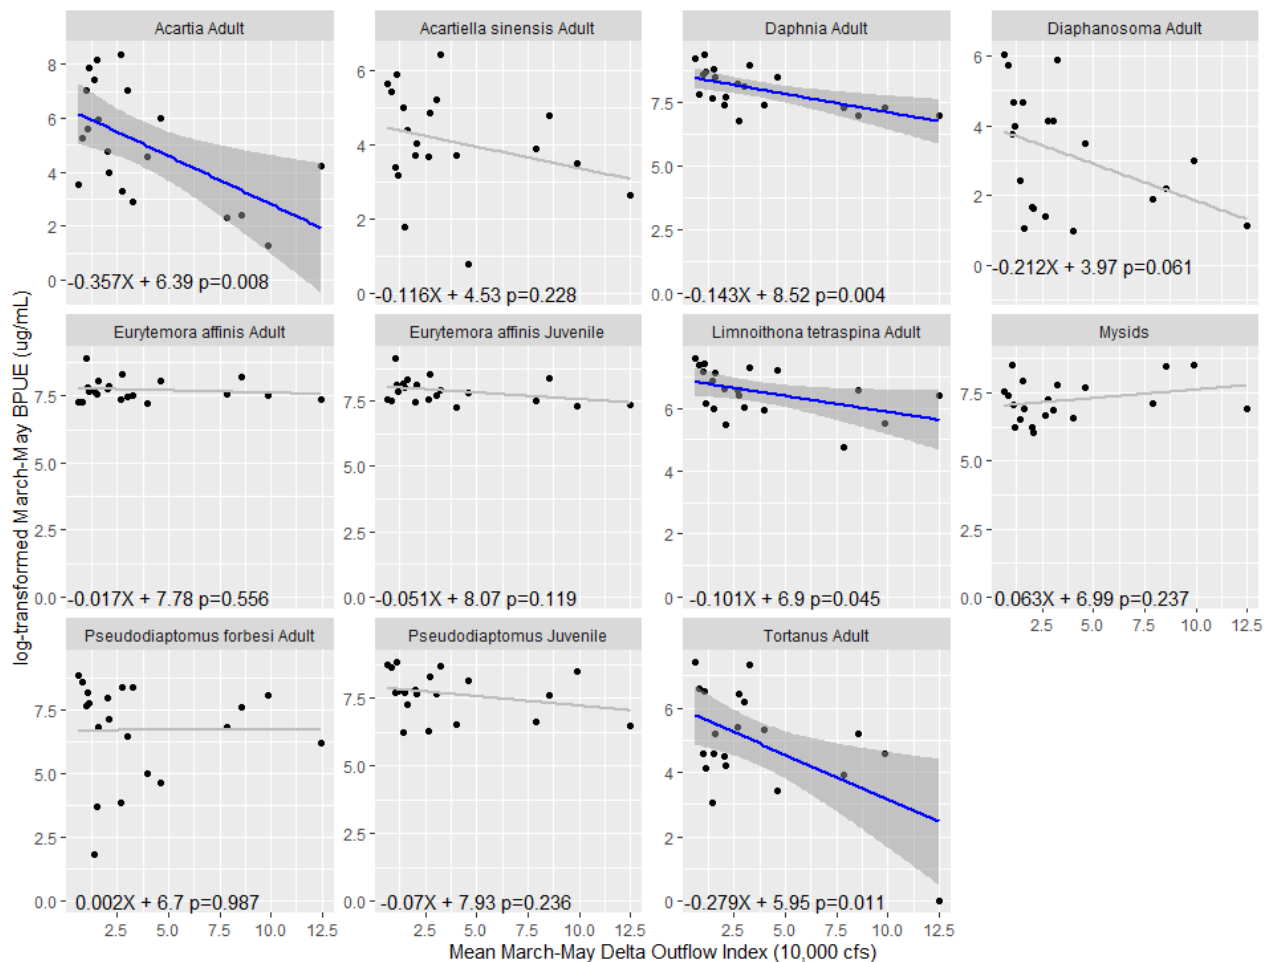 log-transformed March-May BPUE (ug/mL)
Acartia Adult
Acartiella sinensis Adult
Daphnia Adult
Diaphanosoma Adult
8
6
4
2
0
-0.357X + 6.39 p=0.008
6
4
2
0
-0.116X + 4.53 p=0.228
7.5
5.0
2.5
0.0
-0.143X + 8.52 p=0.004
6
4
2
0
-0.212X + 3.97 p=0.061
Eurytemora affinis Adult
Eurytemora affinis Juvenile
Limnoithona tetraspina Adult
Mysids
7.5
5.0
2.5
0.0
-0.017X + 7.78 p=0.556
7.5
5.0
2.5
0.0
-0.051X + 8.07 p=0.119
6
4
2
0
-0.101X + 6.9 p=0.045
7.5
5.0
2.5
0.0
0.063X + 6.99 p=0.237
2.5 5.0 7.5 10.0 12.5
Pseudodiaptomus forbesi Adult
Pseudodiaptomus Juvenile
Tortanus Adult
7.5
5.0
2.5
0.0
0.002X + 6.7 p=0.987
7.5
5.0
2.5
0.0
-0.07X + 7.93 p=0.236
6
4
2
0
-0.279X + 5.95 p=0.011
2.5 5.0 7.5 10.0 12.5
2.5 5.0 7.5 10.0 12.5
2.5 5.0 7.5 10.0 12.5
Mean March-May Delta Outflow Index (10,000 cfs)